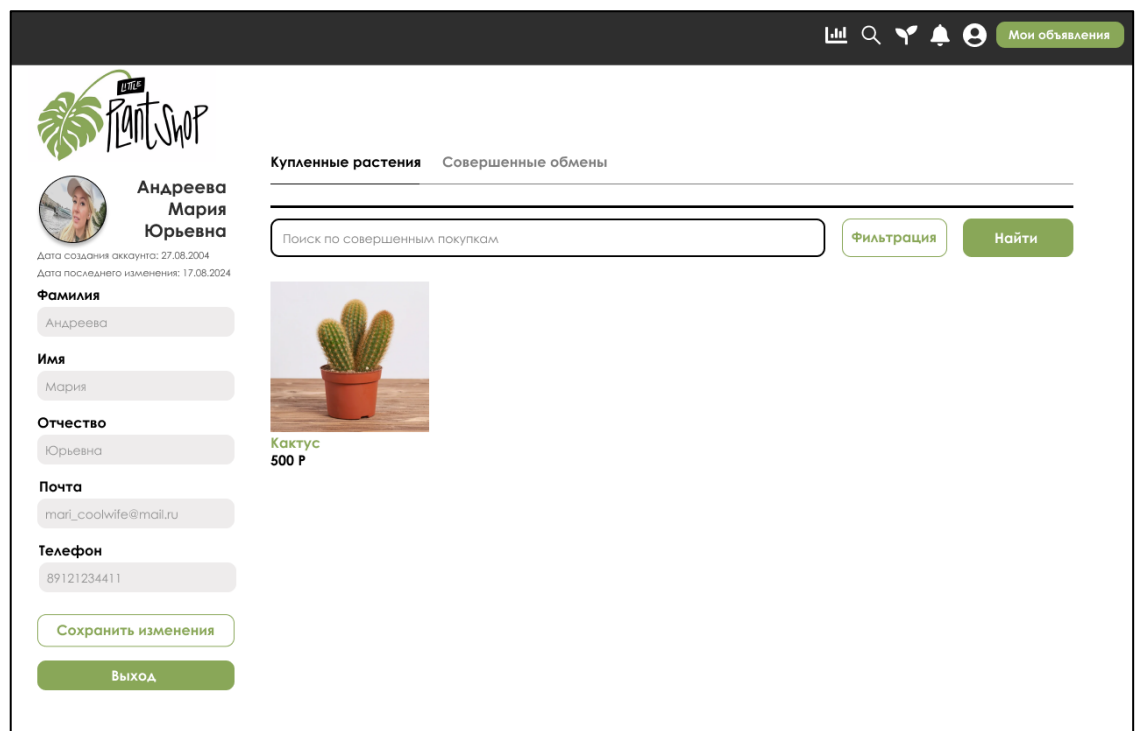 Мои объявления
LITTLE
Plant Shop
Купленные растения
Совершенные обмены
Андреева
Мария
Юрьевна
Дата создания аккаунта: 27.08.2004
Дата последнего изменения: 17.08.2024
Фамилия
Андреева
Имя
Мария
Отчество
Юрьевна
Почта
mari_coolwife@mail.ru
Телефон
89121234411
Сохранить изменения
Выход
Поиск по совершенным покупкам
Фильтрация
Найти
Кактус
500 Р